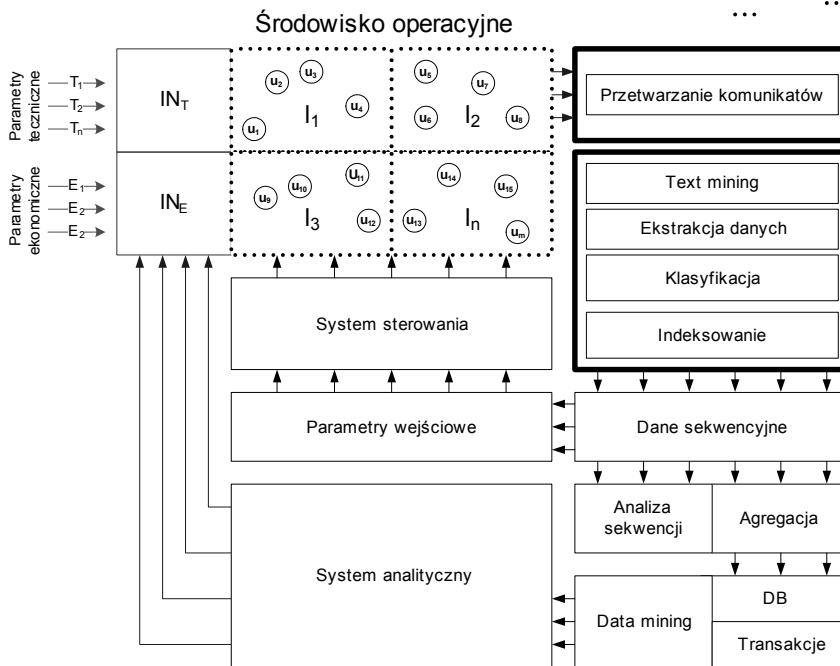 ...
..
Środowisko operacyjne
Parametry
teczniczne
T1
T2
Tn
INT
u1
u2
u3
u4
I1
u5
u6
u7
u8
I2
Przetwarzanie komunikatów
Parametry
ekonomiczne
E1
E2
E2
INE
u9
u10
U11
u12
I3
u13
u14
u15
um
In
Text mining
Ekstrakcja danych
Klasyfikacja
Indeksowanie
System sterowania
Parametry wejściowe
Dane sekwencyjne
Analiza
sekwencji
Agregacja
System analityczny
Data mining
DB
Transakcje